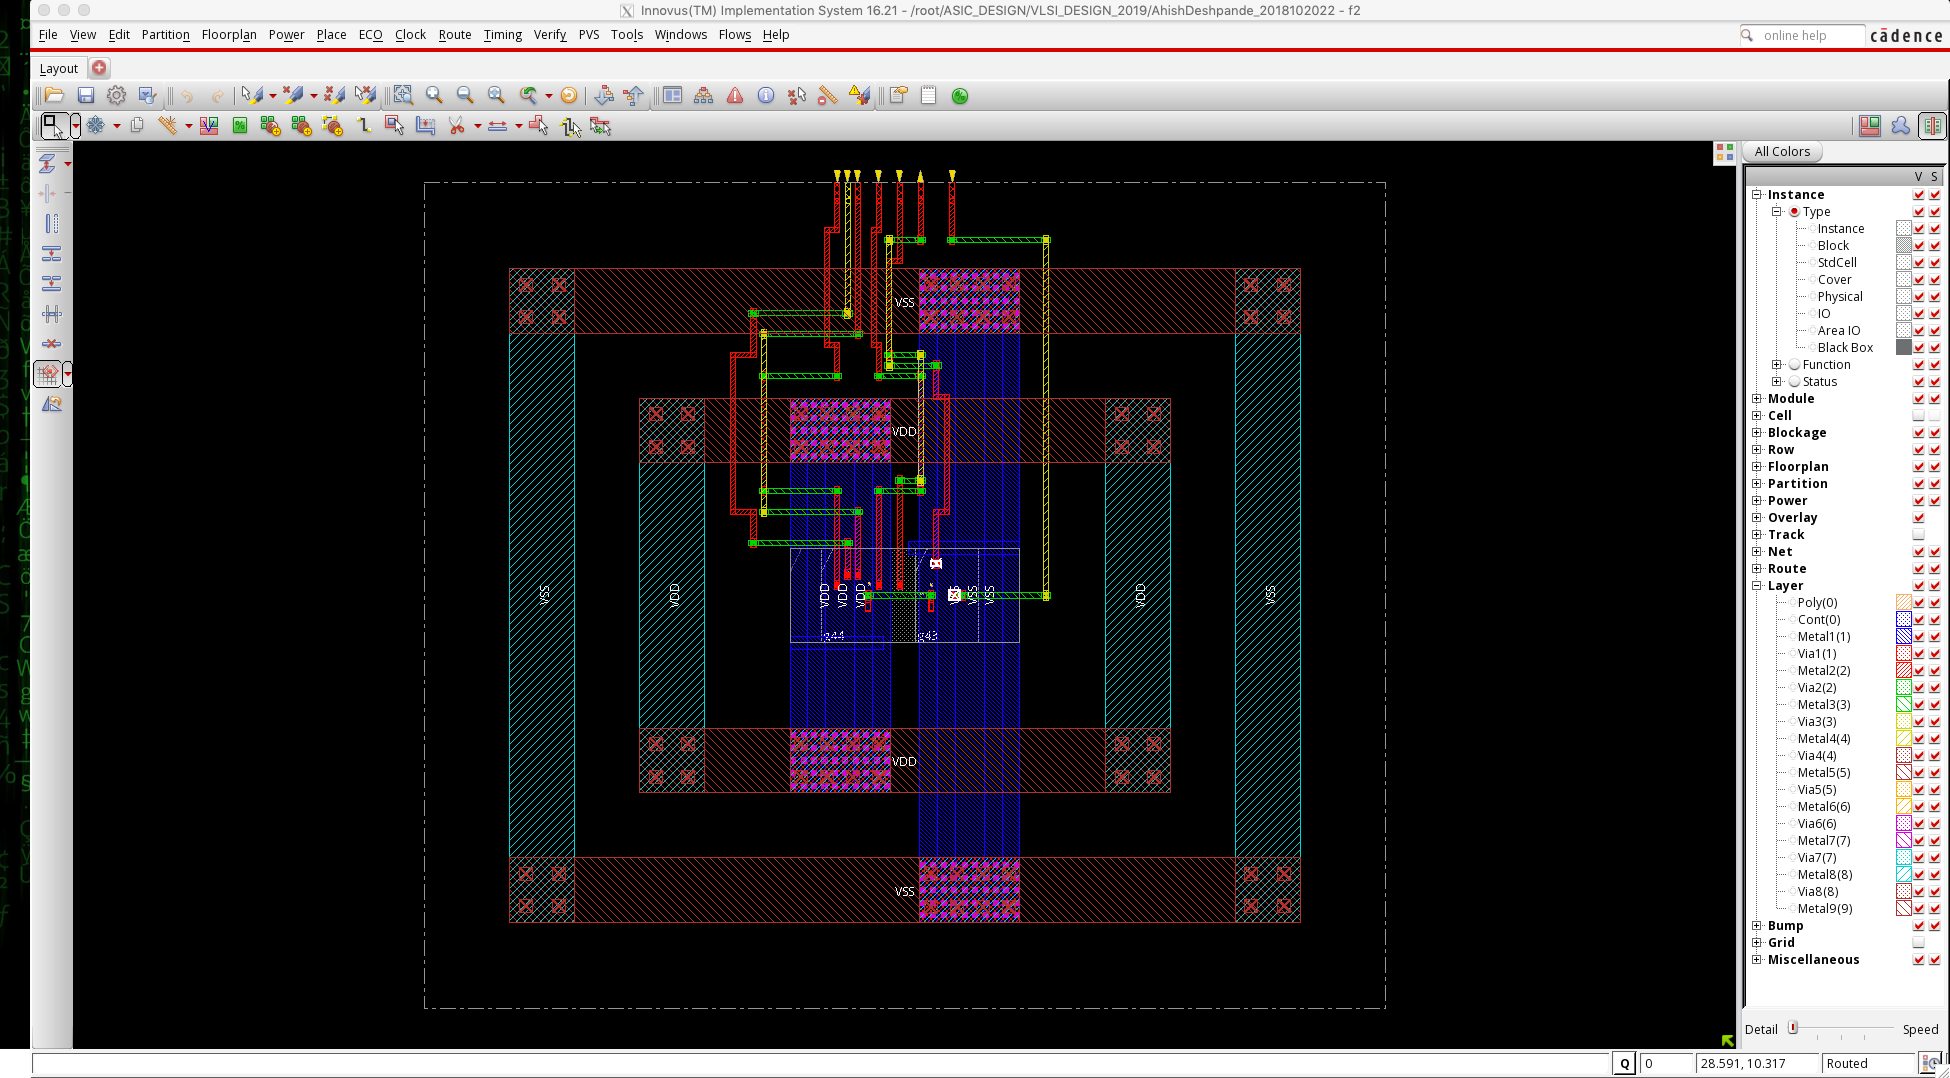 Innovus(TM) Implementation System 16.21 - /root/ASIC_DESIGN/VLSI_DESIGN_2019/AhishDeshpande_2018102022 - f2
File View Edit Partition Floorplan Power Place ECO Clock Route Timing Verify PVS Tools Windows Flows Help
online help
cādence
Layout
All Colors
V S
Instance
Type
Instance
Block
StdCell
Cover
Physical
IO
Area IO
Black Box
Function
Status
Module
Cell
Blockage
Row
Floorplan
Partition
Power
Overlay
Track
Net
Route
Layer
Poly(0)
Cont(0)
Metal1(1)
Via1(1)
Metal2(2)
Via2(2)
Metal3(3)
Via3(3)
Metal4(4)
Via4(4)
Metal5(5)
Via5(5)
Metal6(6)
Via6(6)
Metal7(7)
Via7(7)
Metal8(8)
Via8(8)
Metal9(9)
Bump
Grid
Miscellaneous
Detail Speed
VSS
VDD
VSS VDD VDD VDD VDD VSS VSS VSS VDD VSS
g44 g43
VDD
VSS
Q 0 28.591, 10.317 Routed